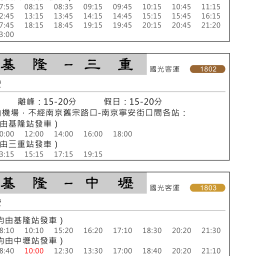 7:55 08:15 08:35 09:15 09:45 10:15 10:45 11:15
2:45 13:15 13:45 14:15 14:45 15:15 15:45 16:15
7:45 18:15 18:45 19:15 19:45 20:15 20:45 21:20
3:00
基 隆 - 三 重 國光客運 1802
離峰：15-20分 假日：15-20分
機場，不經南京舊宗路口-南京寧安街口間各站：
由基隆站發車）
0:00 12:00 14:00 16:00 18:00
由三重站發車）
3:15 15:15 17:15 19:15
基 隆 - 中 壢 國光客運 1803
均由基隆站發車）
8:10 10:10 15:20 16:20 17:10 18:30 20:20 21:30
均由中壢站發車）
8:40 10:00 12:30 13:30 17:00 18:40 20:20 21:10